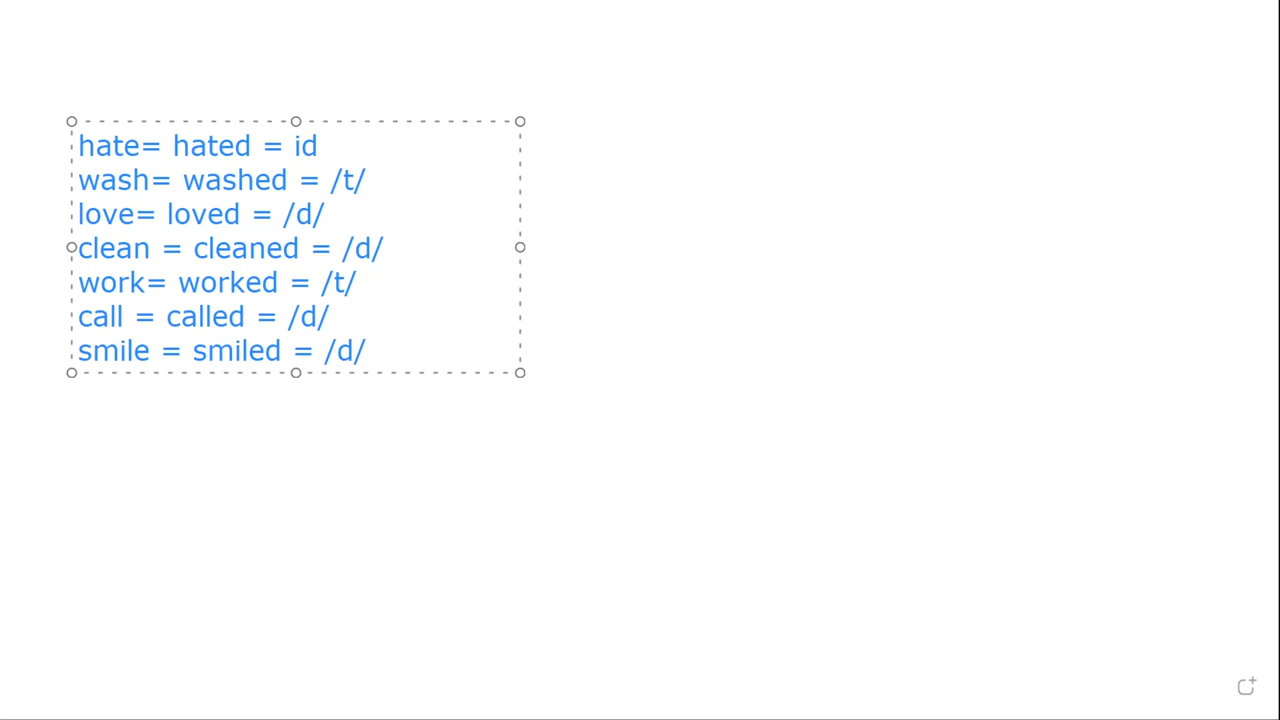 hate= hated = id
wash= washed = /t/
love= loved = /d/
clean = cleaned = /d/
work= worked = /t/
call = called = /d/
smile = smiled = /d/